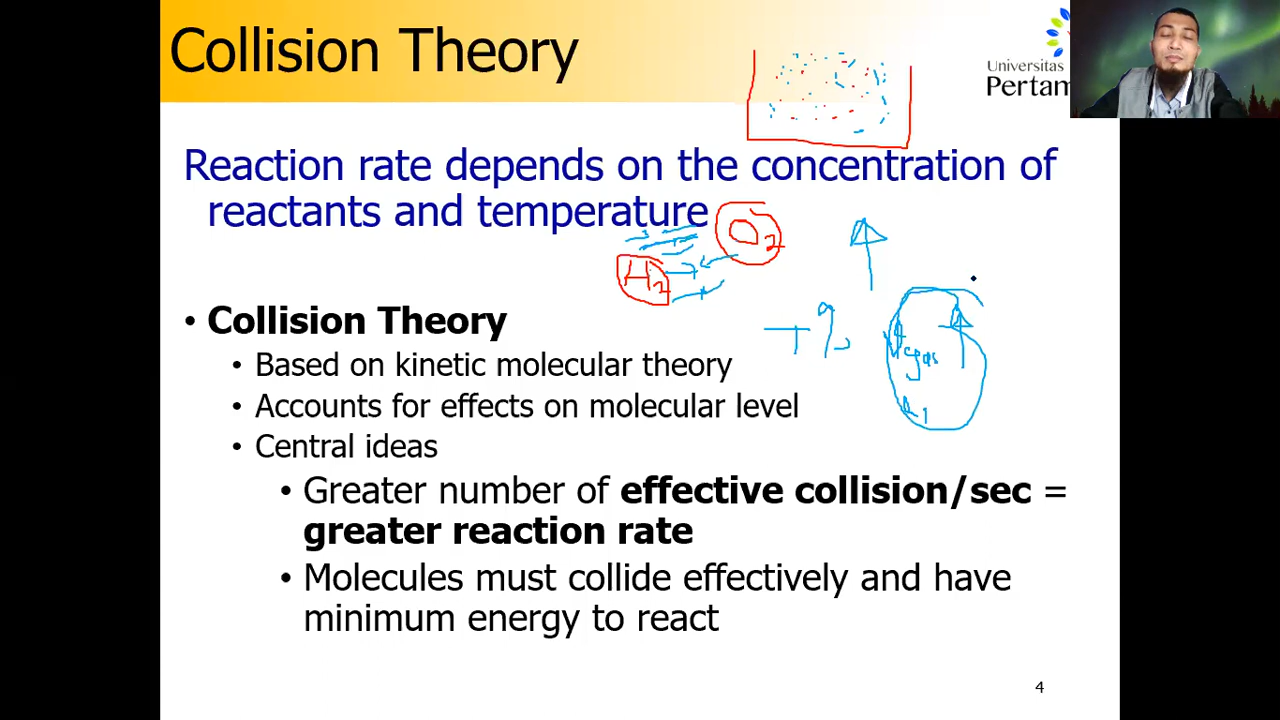 Collision Theory
Universitas
Pertam
Reaction rate depends on the concentration of
reactants and temperature
O2
H2
• Collision Theory
• Based on kinetic molecular theory
• Accounts for effects on molecular level
• Central ideas
gas
• Greater number of effective collision/sec =
greater reaction rate
• Molecules must collide effectively and have
minimum energy to react
4